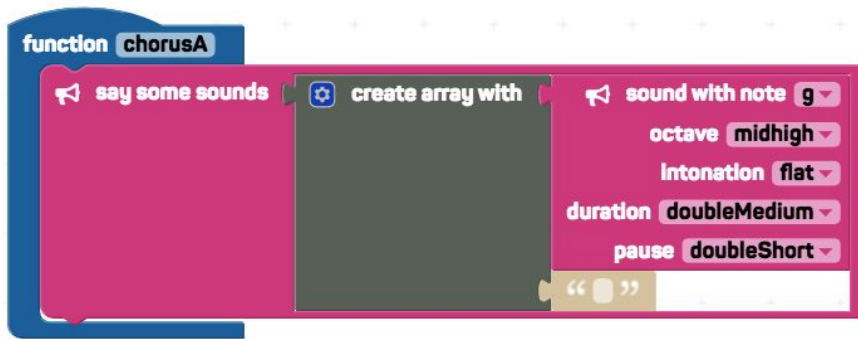 function chorusA
say some sounds create array with sound with note g
octave midhigh
intonation flat
duration doubleMedium
pause doubleShort
“ ”